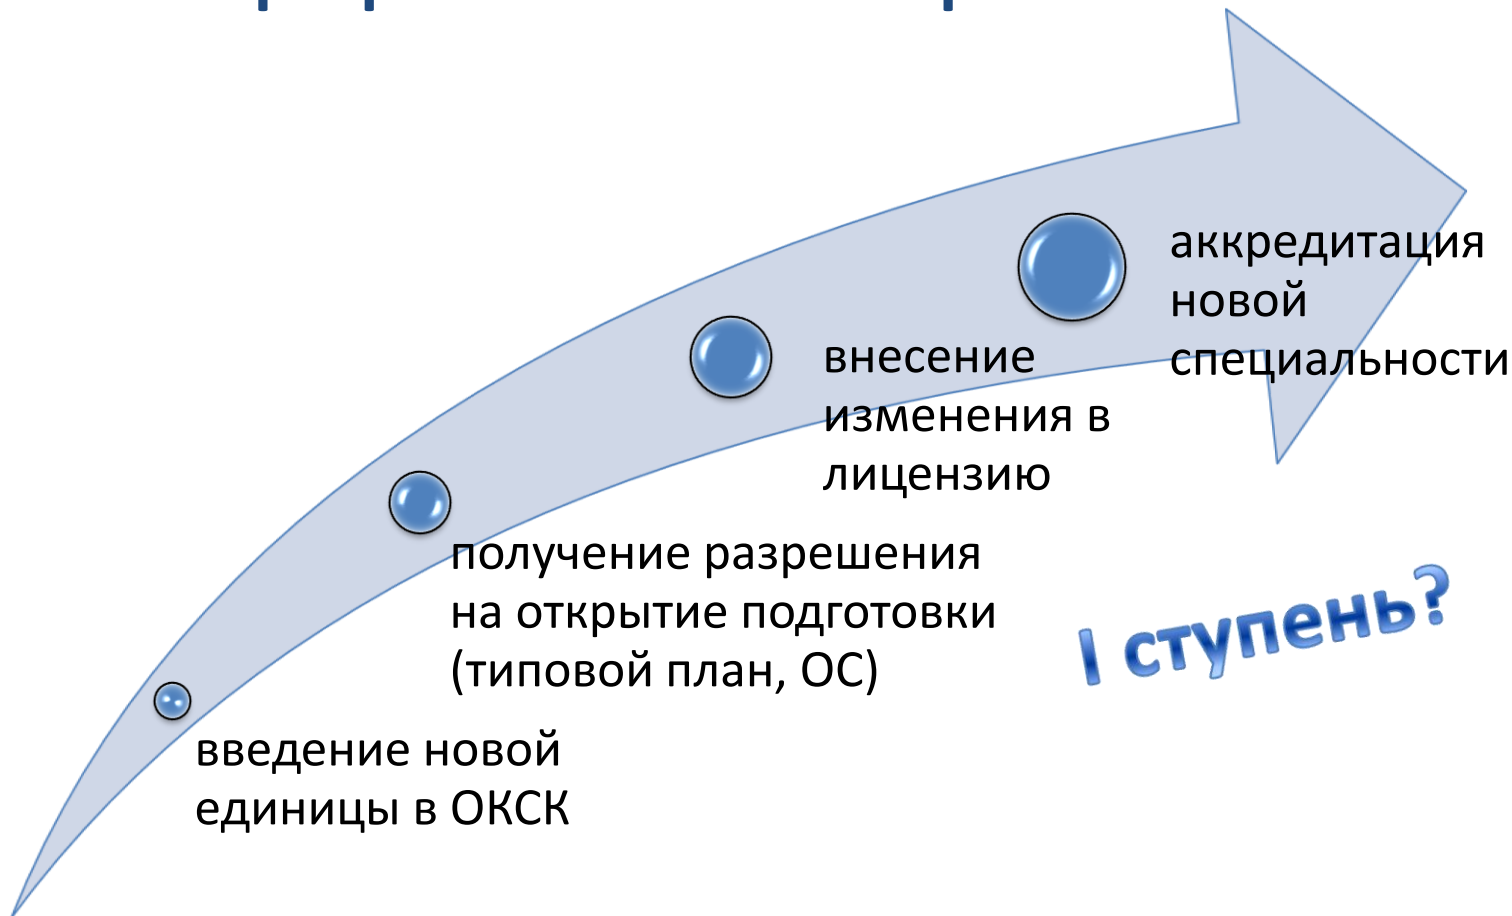 введение новой
единицы в ОКСК
получение разрешения
на открытие подготовки
(типовой план, ОС)
внесение
изменения в
лицензию
аккредитация
новой
специальности
I ступень?